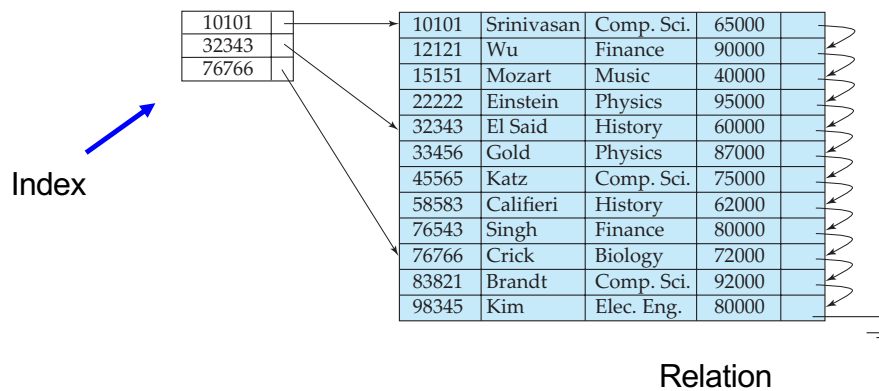 10101
32343
76766
Index
10101 Srinivasan Comp. Sci. 65000
12121 Wu Finance 90000
15151 Mozart Music 40000
22222 Einstein Physics 95000
32343 El Said History 60000
33456 Gold Physics 87000
45565 Katz Comp. Sci. 75000
58583 Califieri History 62000
76543 Singh Finance 80000
76766 Crick Biology 72000
83821 Brandt Comp. Sci. 92000
98345 Kim Elec. Eng. 80000
Relation